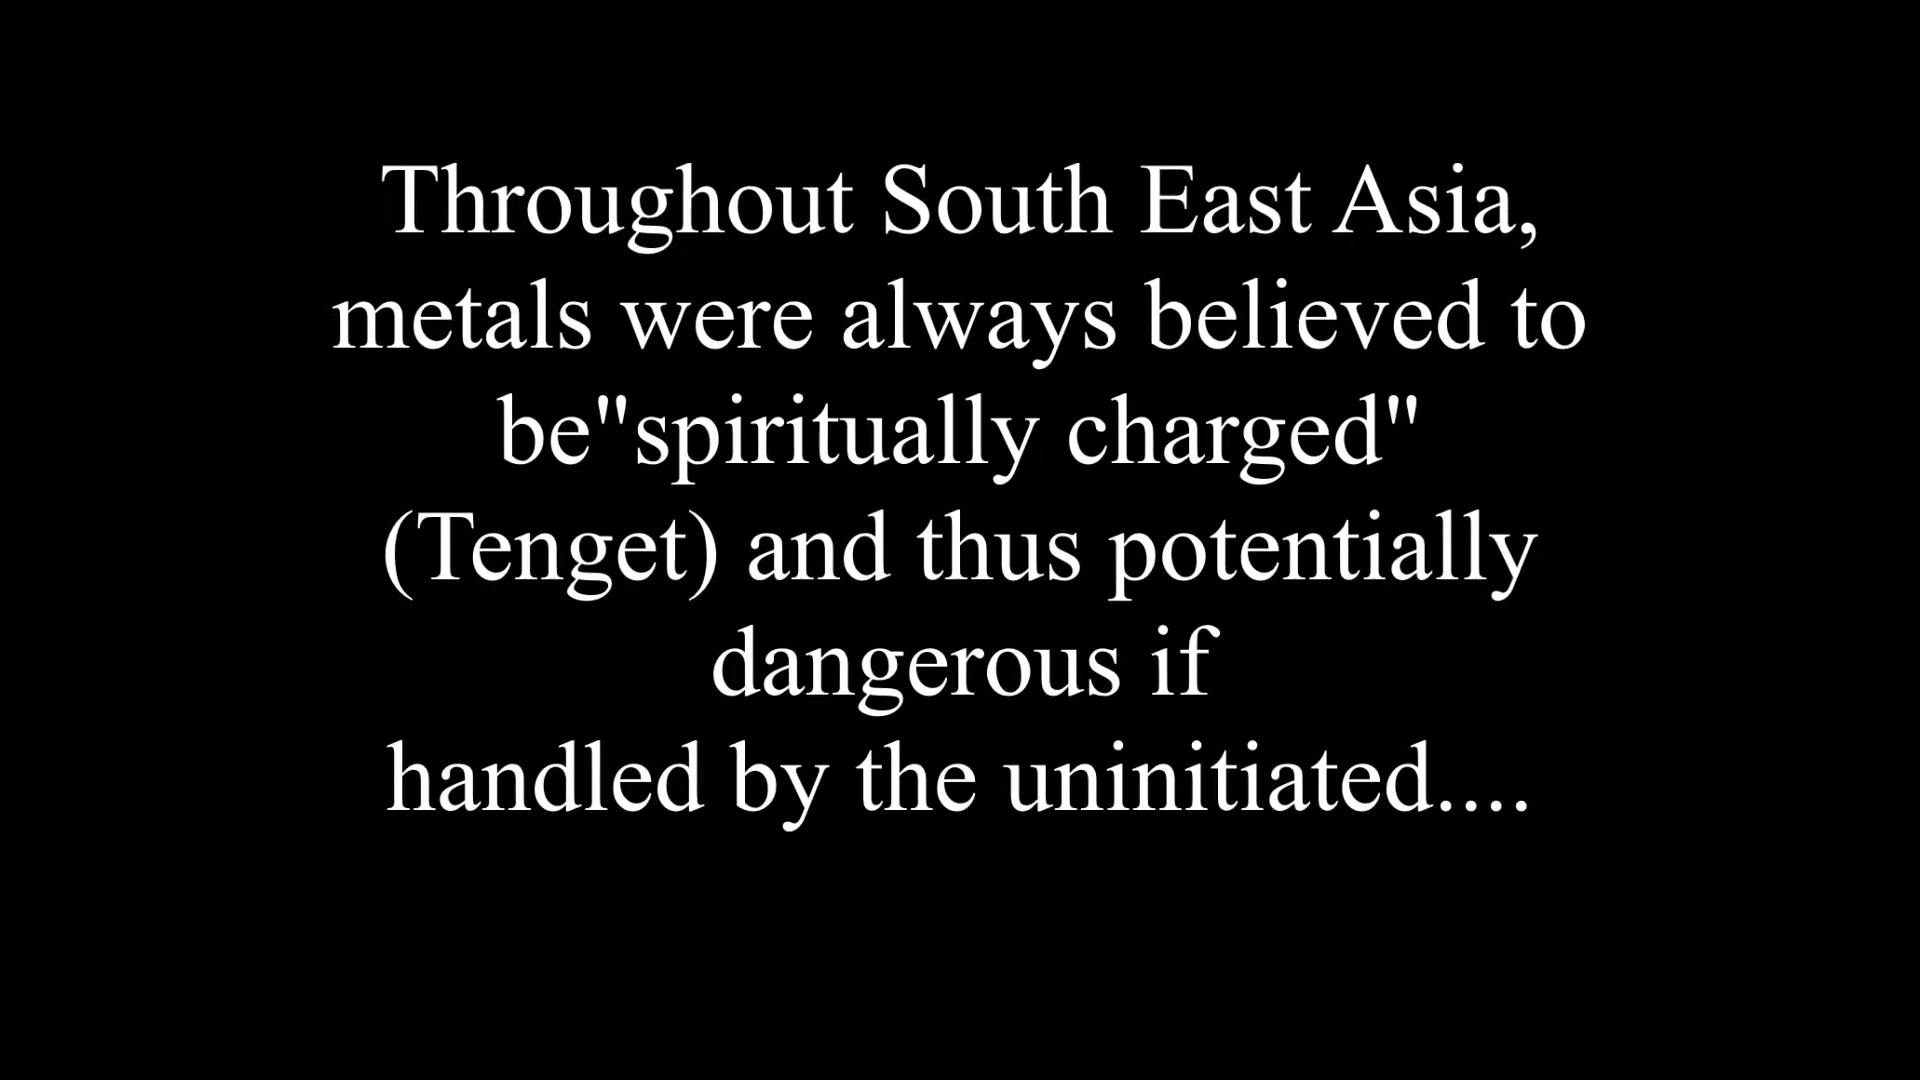 Throughout South East Asia,
metals were always believed to
be"spiritually charged"
(Tenget) and thus potentially
dangerous if
handled by the uninitiated....